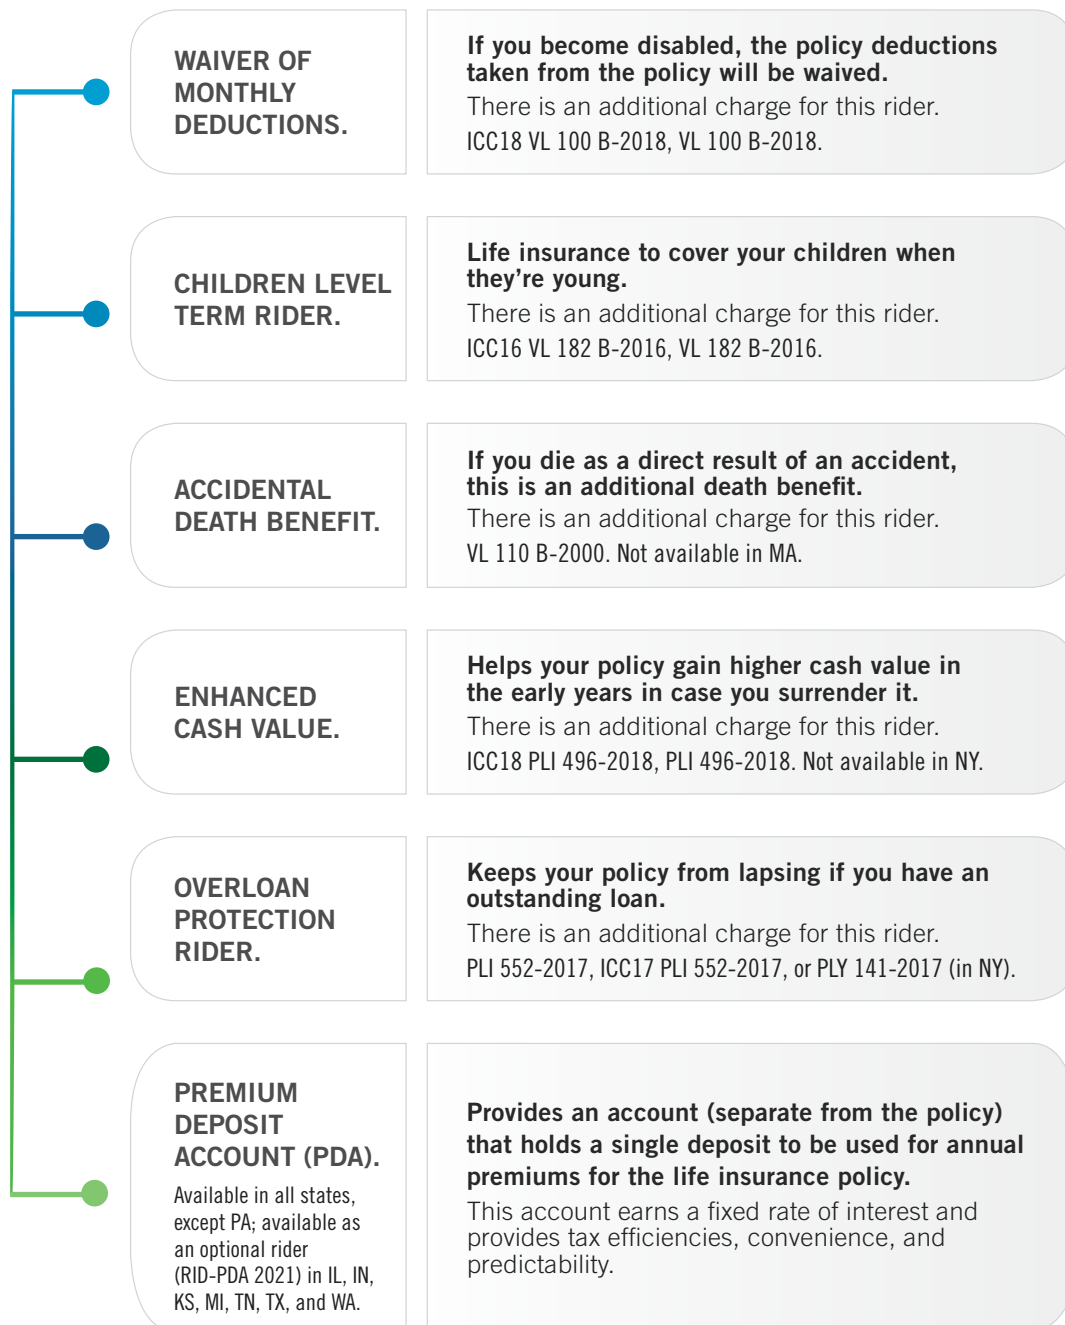 WAIVER OF
MONTHLY
DEDUCTIONS.
If you become disabled, the policy deductions
taken from the policy will be waived.
There is an additional charge for this rider.
ICC18 VL 100 B-2018, VL 100 B-2018.
CHILDREN LEVEL
TERM RIDER.
Life insurance to cover your children when
they’re young.
There is an additional charge for this rider.
ICC16 VL 182 B-2016, VL 182 B-2016.
ACCIDENTAL
DEATH BENEFIT.
If you die as a direct result of an accident,
this is an additional death benefit.
There is an additional charge for this rider.
VL 110 B-2000. Not available in MA.
ENHANCED
CASH VALUE.
Helps your policy gain higher cash value in
the early years in case you surrender it.
There is an additional charge for this rider.
ICC18 PLI 496-2018, PLI 496-2018. Not available in NY.
OVERLOAN
PROTECTION
RIDER.
Keeps your policy from lapsing if you have an
outstanding loan.
There is an additional charge for this rider.
PLI 552-2017, ICC17 PLI 552-2017, or PLY 141-2017 (in NY).
PREMIUM
DEPOSIT
ACCOUNT (PDA).
Available in all states,
except PA; available as
an optional rider
(RID-PDA 2021) in IL, IN,
KS, MI, TN, TX, and WA.
Provides an account (separate from the policy)
that holds a single deposit to be used for annual
premiums for the life insurance policy.
This account earns a fixed rate of interest and
provides tax efficiencies, convenience, and
predictability.